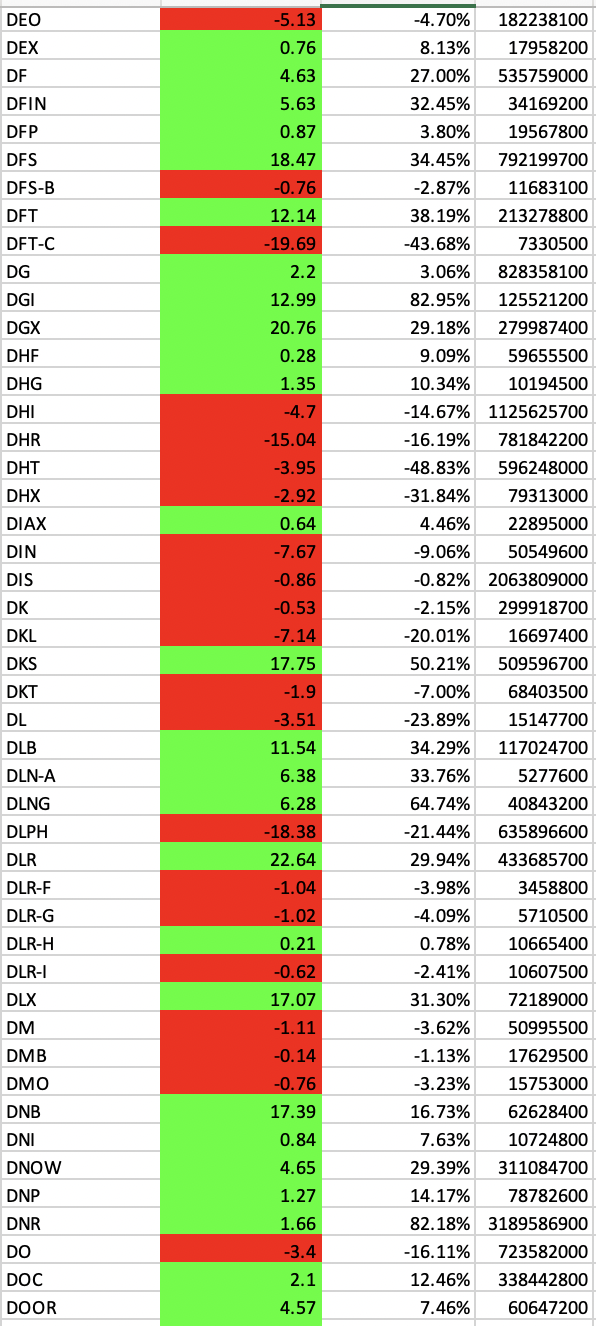 DEO -5.13 -4.70% 182238100
DEX 0.76 8.13% 17958200
DF 4.63 27.00% 535759000
DFIN 5.63 32.45% 34169200
DFP 0.87 3.80% 19567800
DFS 18.47 34.45% 792199700
DFS-B -0.76 -2.87% 11683100
DFT 12.14 38.19% 213278800
DFT-C -19.69 -43.68% 7330500
DG 2.2 3.06% 828358100
DGI 12.99 82.95% 125521200
DGX 20.76 29.18% 279987400
DHF 0.28 9.09% 59655500
DHG 1.35 10.34% 10194500
DHI -4.7 -14.67% 1125625700
DHR -15.04 -16.19% 781842200
DHT -3.95 -48.83% 596248000
DHX -2.92 -31.84% 79313000
DIAX 0.64 4.46% 22895000
DIN -7.67 -9.06% 50549600
DIS -0.86 -0.82% 2063809000
DK -0.53 -2.15% 299918700
DKL -7.14 -20.01% 16697400
DKS 17.75 50.21% 509596700
DKT -1.9 -7.00% 68403500
DL -3.51 -23.89% 15147700
DLB 11.54 34.29% 117024700
DLN-A 6.38 33.76% 5277600
DLNG 6.28 64.74% 40843200
DLPH -18.38 -21.44% 635896600
DLR 22.64 29.94% 433685700
DLR-F -1.04 -3.98% 3458800
DLR-G -1.02 -4.09% 5710500
DLR-H 0.21 0.78% 10665400
DLR-I -0.62 -2.41% 10607500
DLX 17.07 31.30% 72189000
DM -1.11 -3.62% 50995500
DMB -0.14 -1.13% 17629500
DMO -0.76 -3.23% 15753000
DNB 17.39 16.73% 62628400
DNI 0.84 7.63% 10724800
DNOW 4.65 29.39% 311084700
DNP 1.27 14.17% 78782600
DNR 1.66 82.18% 3189586900
DO -3.4 -16.11% 723582000
DOC 2.1 12.46% 338442800
DOOR 4.57 7.46% 60647200